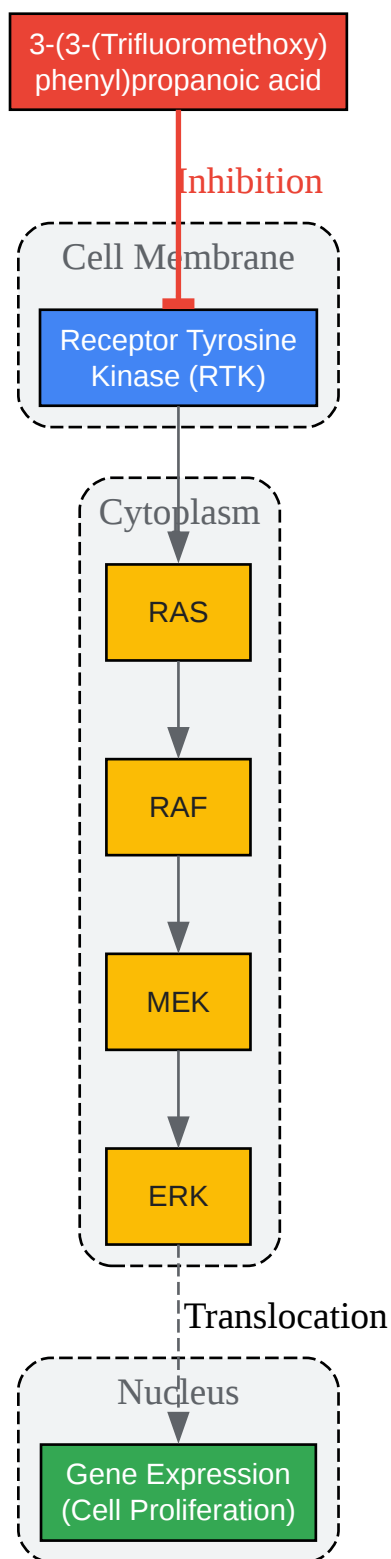 3-(3-(Trifluoromethoxy)
phenyl)propanoic acid
Inhibition
Cell Membrane
Receptor Tyrosine
Kinase (RTK)
Cytoplasm
RAS
RAF
MEK
ERK
Translocation
Nucleus
Gene Expression
(Cell Proliferation)